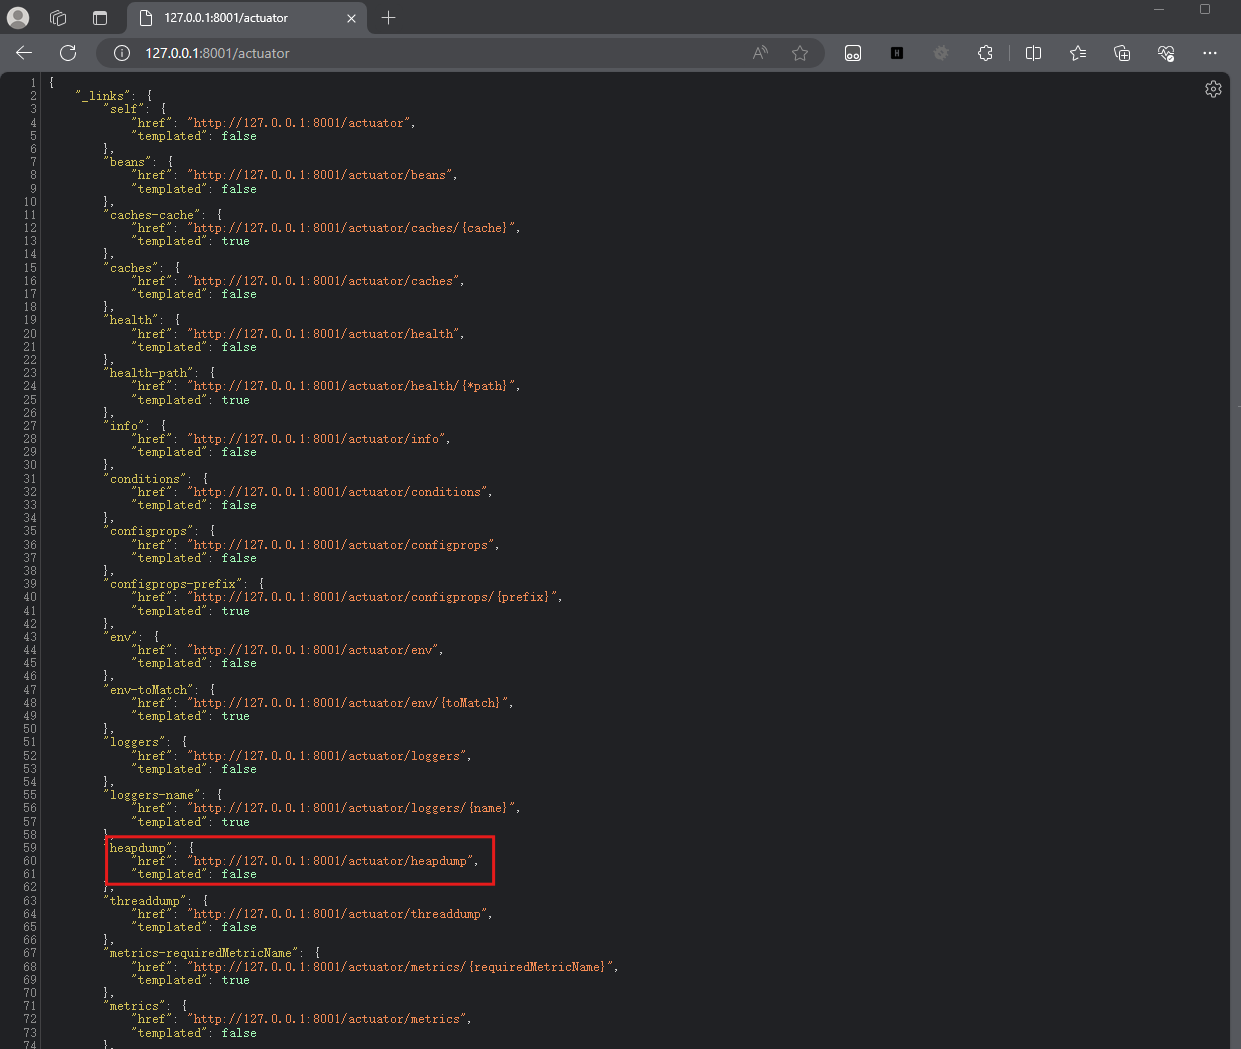 127.0.0.1:8001/actuator
127.0.0.1:8001/actuator
1 {
2 "_links": {
3 "self": {
4 "href": "http://127.0.0.1:8001/actuator",
5 "templated": false
6 },
7 "beans": {
8 "href": "http://127.0.0.1:8001/actuator/beans",
9 "templated": false
10 },
11 "caches-cache": {
12 "href": "http://127.0.0.1:8001/actuator/caches/{cache}",
13 "templated": true
14 },
15 "caches": {
16 "href": "http://127.0.0.1:8001/actuator/caches",
17 "templated": false
18 },
19 "health": {
20 "href": "http://127.0.0.1:8001/actuator/health",
21 "templated": false
22 },
23 "health-path": {
24 "href": "http://127.0.0.1:8001/actuator/health/{*path}",
25 "templated": true
26 },
27 "info": {
28 "href": "http://127.0.0.1:8001/actuator/info",
29 "templated": false
30 },
31 "conditions": {
32 "href": "http://127.0.0.1:8001/actuator/conditions",
33 "templated": false
34 },
35 "configprops": {
36 "href": "http://127.0.0.1:8001/actuator/configprops",
37 "templated": false
38 },
39 "configprops-prefix": {
40 "href": "http://127.0.0.1:8001/actuator/configprops/{prefix}",
41 "templated": true
42 },
43 "env": {
44 "href": "http://127.0.0.1:8001/actuator/env",
45 "templated": false
46 },
47 "env-toMatch": {
48 "href": "http://127.0.0.1:8001/actuator/env/{toMatch}",
49 "templated": true
50 },
51 "loggers": {
52 "href": "http://127.0.0.1:8001/actuator/loggers",
53 "templated": false
54 },
55 "loggers-name": {
56 "href": "http://127.0.0.1:8001/actuator/loggers/{name}",
57 "templated": true
58 },
59 "heapdump": {
60 "href": "http://127.0.0.1:8001/actuator/heapdump",
61 "templated": false
62 },
63 "threaddump": {
64 "href": "http://127.0.0.1:8001/actuator/threaddump",
65 "templated": false
66 },
67 "metrics-requiredMetricName": {
68 "href": "http://127.0.0.1:8001/actuator/metrics/{requiredMetricName}",
69 "templated": true
70 },
71 "metrics": {
72 "href": "http://127.0.0.1:8001/actuator/metrics",
73 "templated": false
74 },